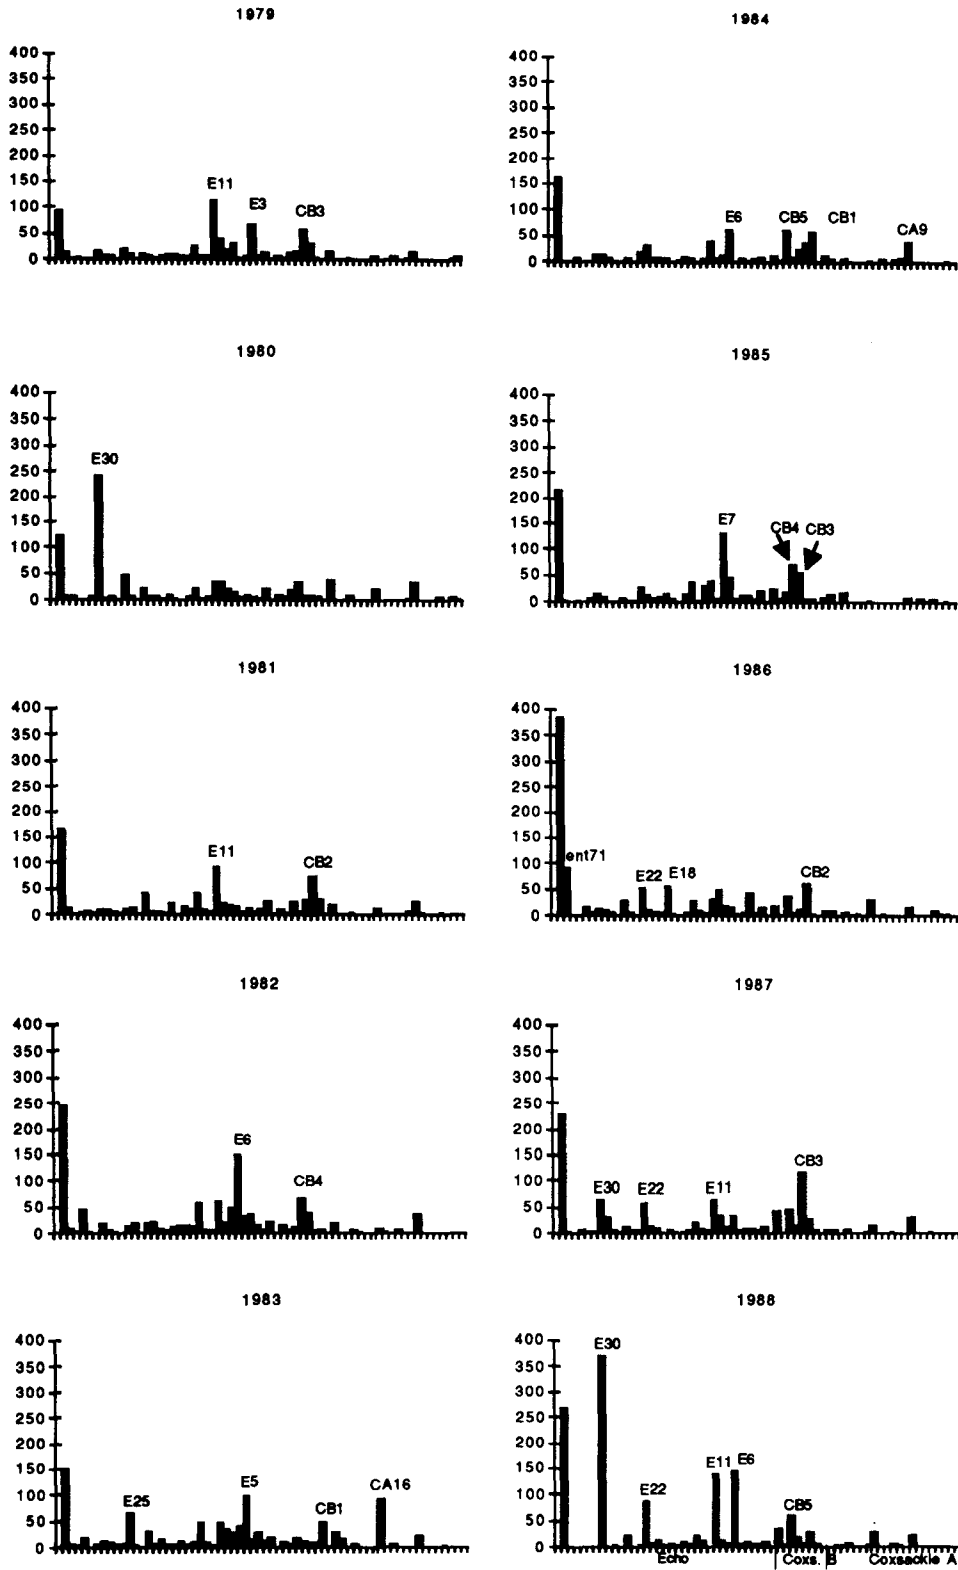 1979
400
350
300
250
200
150
100
50
0
E11
E3
CB3
1984
400
350
300
250
200
150
100
50
0
E6
CB5
CB1
CA9
1980
400
350
300
250
200
150
100
50
0
E30
1985
400
350
300
250
200
150
100
50
0
E7
CB4
CB3
1981
400
350
300
250
200
150
100
50
0
E11
CB2
1986
400
350
300
250
200
150
100
50
0
ent71
E22
E18
CB2
1982
400
350
300
250
200
150
100
50
0
E6
CB4
1987
400
350
300
250
200
150
100
50
0
E30
E22
E11
CB3
1983
400
350
300
250
200
150
100
50
0
E25
E5
CB1
CA16
1988
400
350
300
250
200
150
100
50
0
E30
E22
E11
E6
CB5
Echo
Coxs. B
Coxsackie A